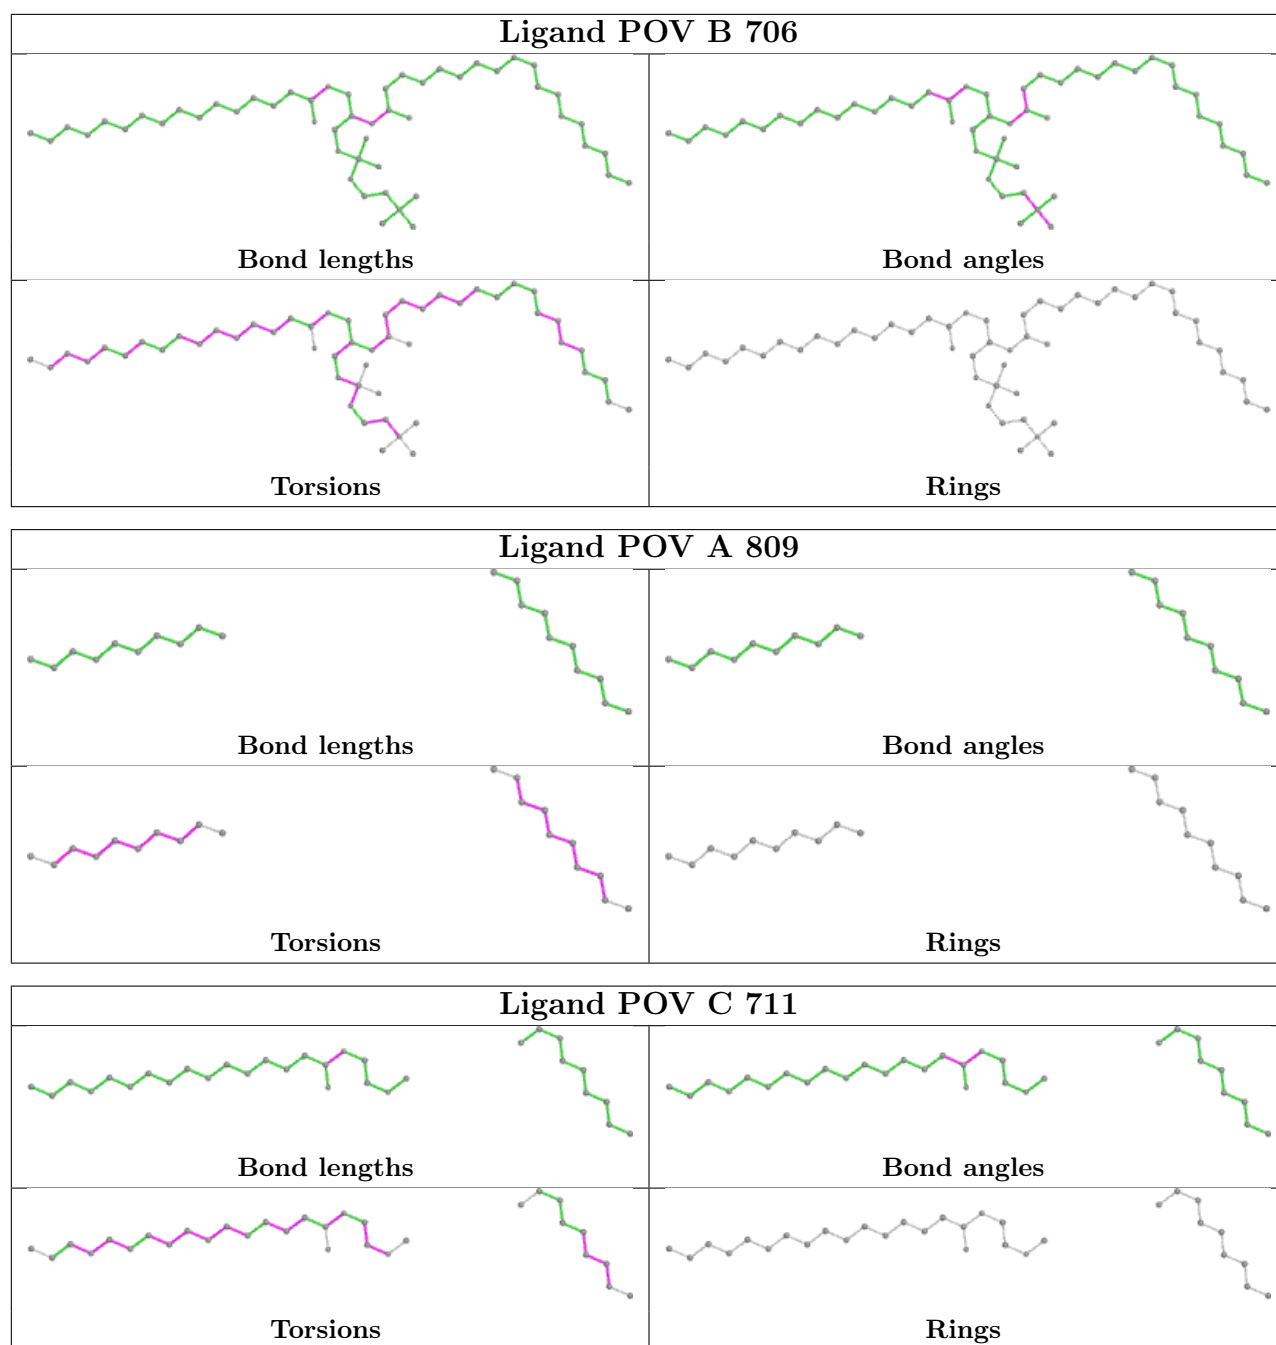 Ligand POV B 706
Bond lengths
Bond angles
Torsions
Rings
Ligand POV A 809
Bond lengths
Bond angles
Torsions
Rings
Ligand POV C 711
Bond lengths
Bond angles
Torsions
Rings